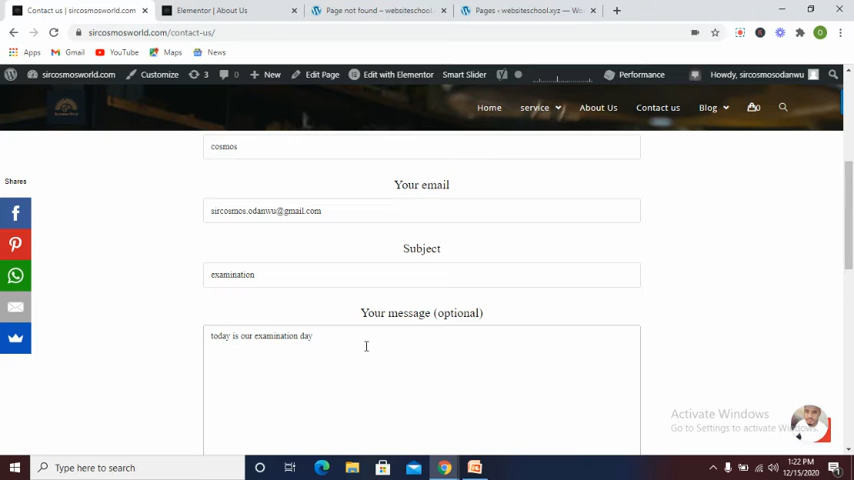 Contact us | sircosmosworld.com
Elementor | About Us
Page not found – websiteschool.
Pages ‹ websiteschool.xyz — Wo
sircosmosworld.com/contact-us/
Apps
Gmail
YouTube
Maps
News
sircosmosworld.com
Customize
3
0
New
Edit Page
Edit with Elementor
Smart Slider
Performance
Howdy, sircosmosodanwu
Home
service
About Us
Contact us
Blog
0
cosmos
Shares
Your email
sircosmos.odanwu@gmail.com
Subject
examination
Your message (optional)
today is our examination day
Activate Windows
Go to Settings to activate Windows.
Type here to search
1:22 PM
12/15/2020